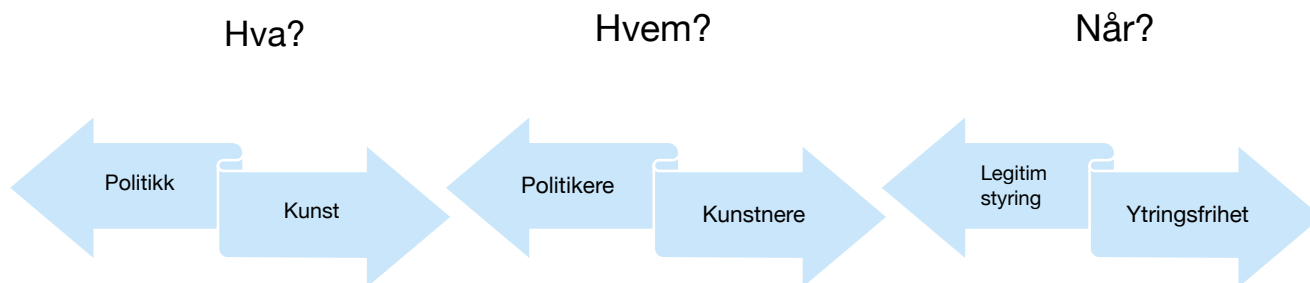 Hva?
Hvem?
Når?
Politikk
Kunst
Politikere
Kunstnere
Legitim
styring
Ytringsfrihet